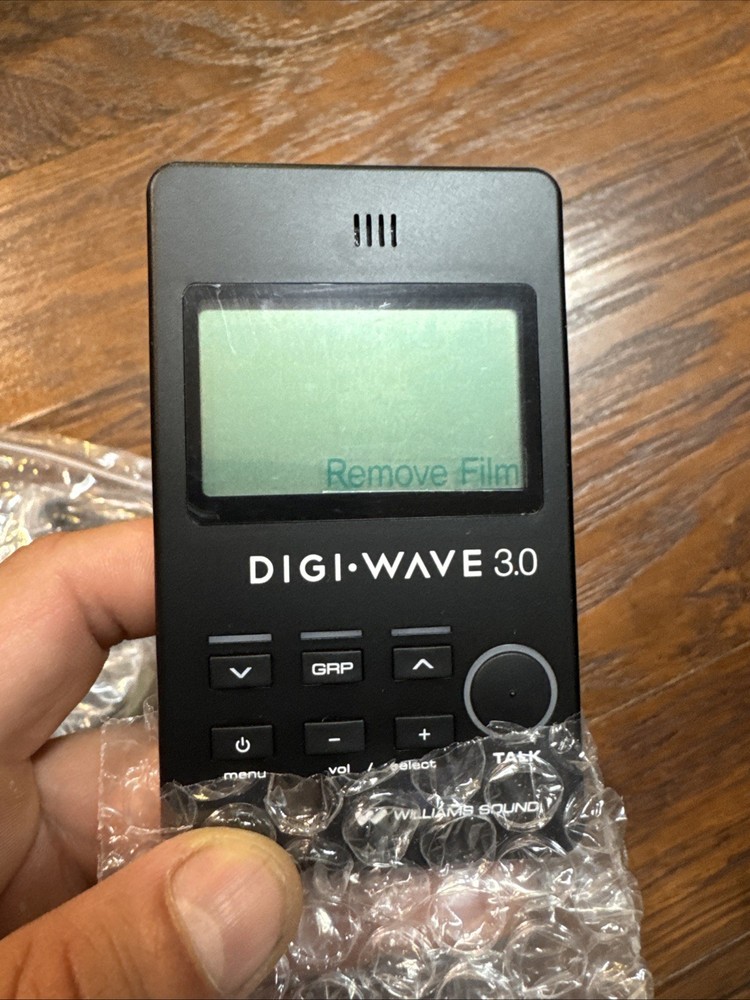 Remove Film
DIGI•WAVE 3.0
GRP
− +
menu vol / select TALK
WILLIAMS SOUND